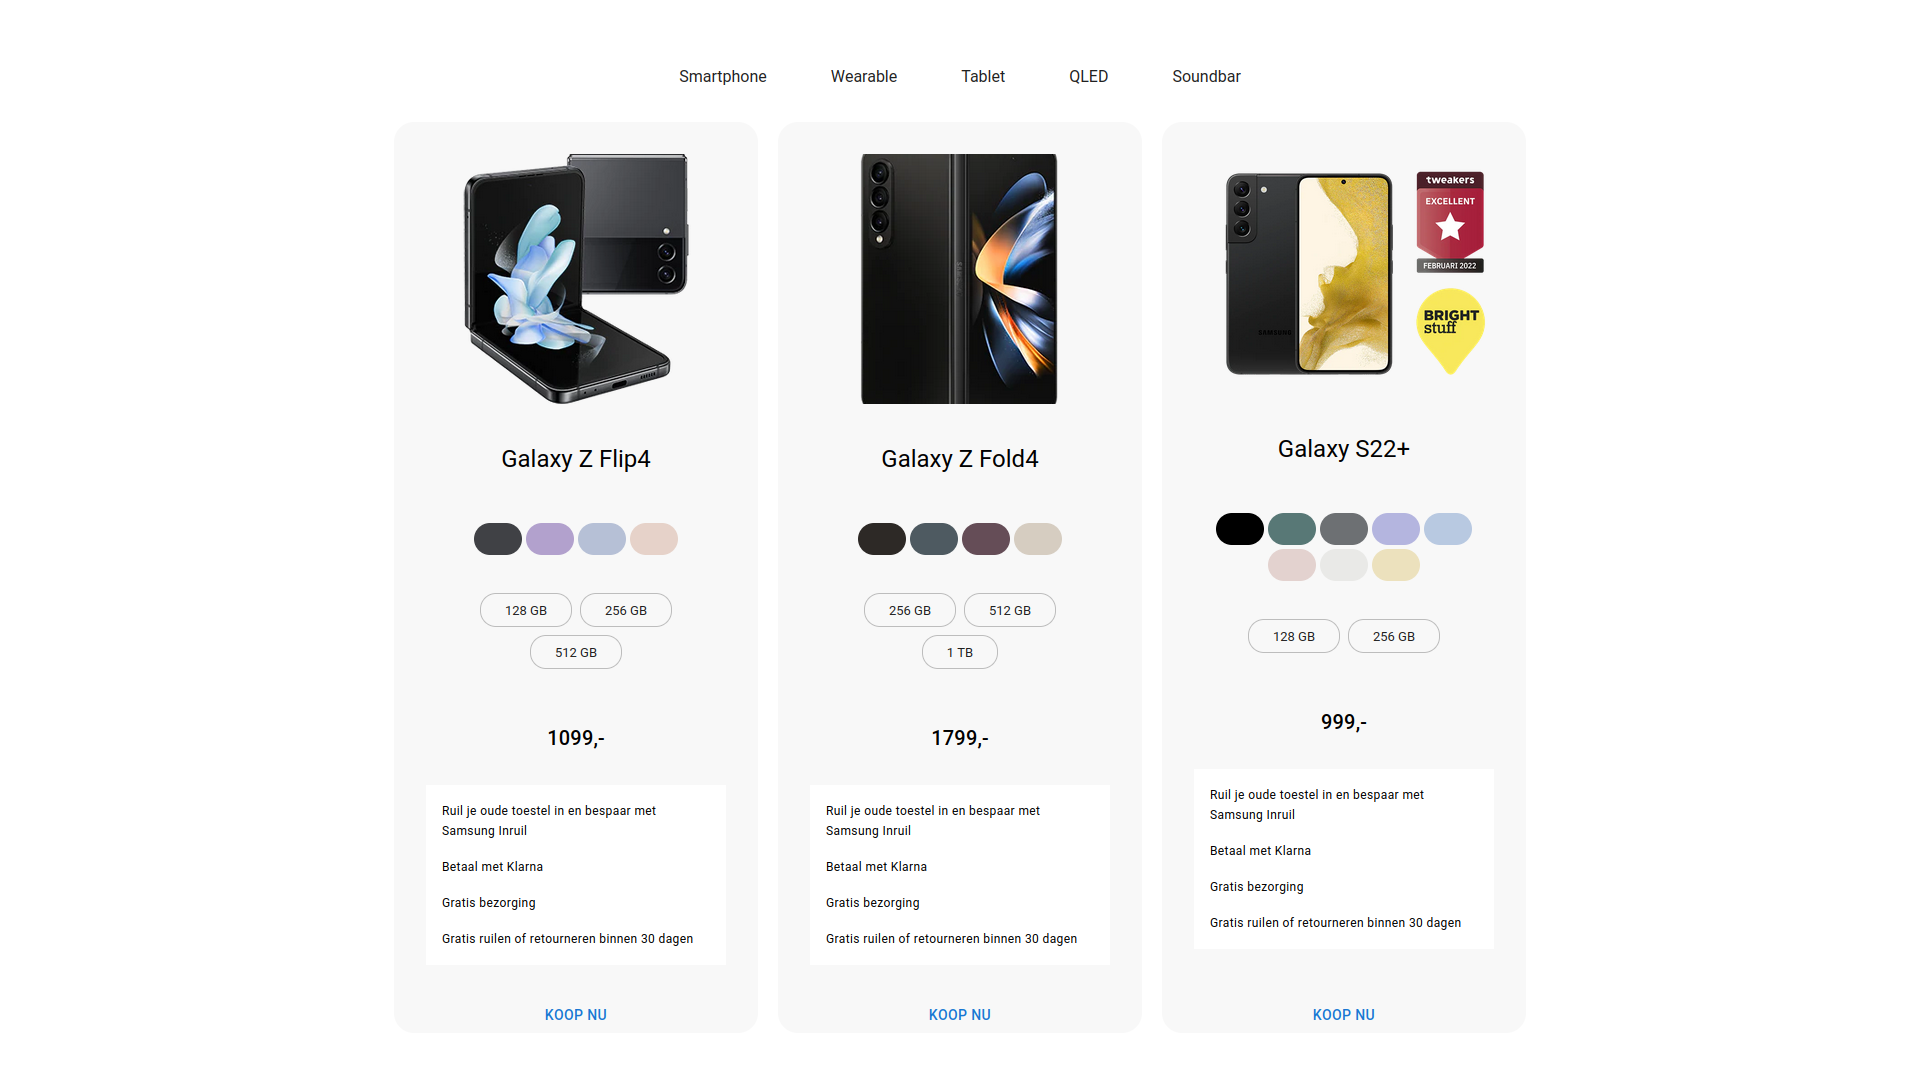 Smartphone
Wearable
Tablet
QLED
Soundbar
Galaxy Z Flip4
128 GB
256 GB
512 GB
1099,-
Ruil je oude toestel in en bespaar met
Samsung Inruil
Betaal met Klarna
Gratis bezorging
Gratis ruilen of retourneren binnen 30 dagen
KOOP NU
Galaxy Z Fold4
256 GB
512 GB
1 TB
1799,-
Ruil je oude toestel in en bespaar met
Samsung Inruil
Betaal met Klarna
Gratis bezorging
Gratis ruilen of retourneren binnen 30 dagen
KOOP NU
SAMSUNG
tweakers
EXCELLENT
FEBRUARI 2022
BRIGHT
stuff
Galaxy S22+
128 GB
256 GB
999,-
Ruil je oude toestel in en bespaar met
Samsung Inruil
Betaal met Klarna
Gratis bezorging
Gratis ruilen of retourneren binnen 30 dagen
KOOP NU